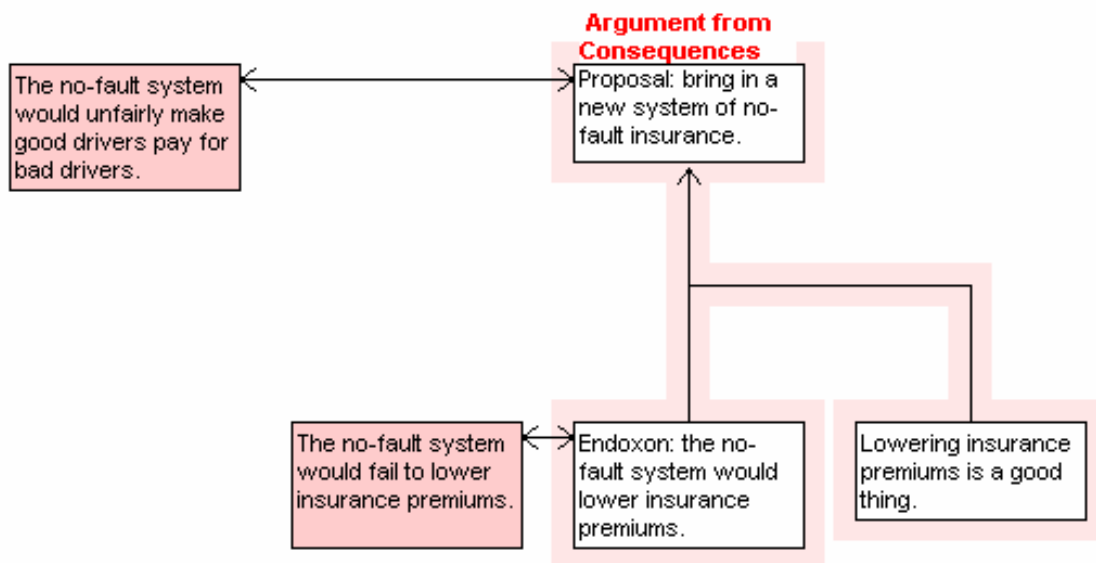 Argument from
Consequences
The no-fault system
would unfairly make
good drivers pay for
bad drivers.
Proposal: bring in a
new system of no-
fault insurance.
The no-fault system
would fail to lower
insurance premiums.
Endoxon: the no-
fault system would
lower insurance
premiums.
Lowering insurance
premiums is a good
thing.